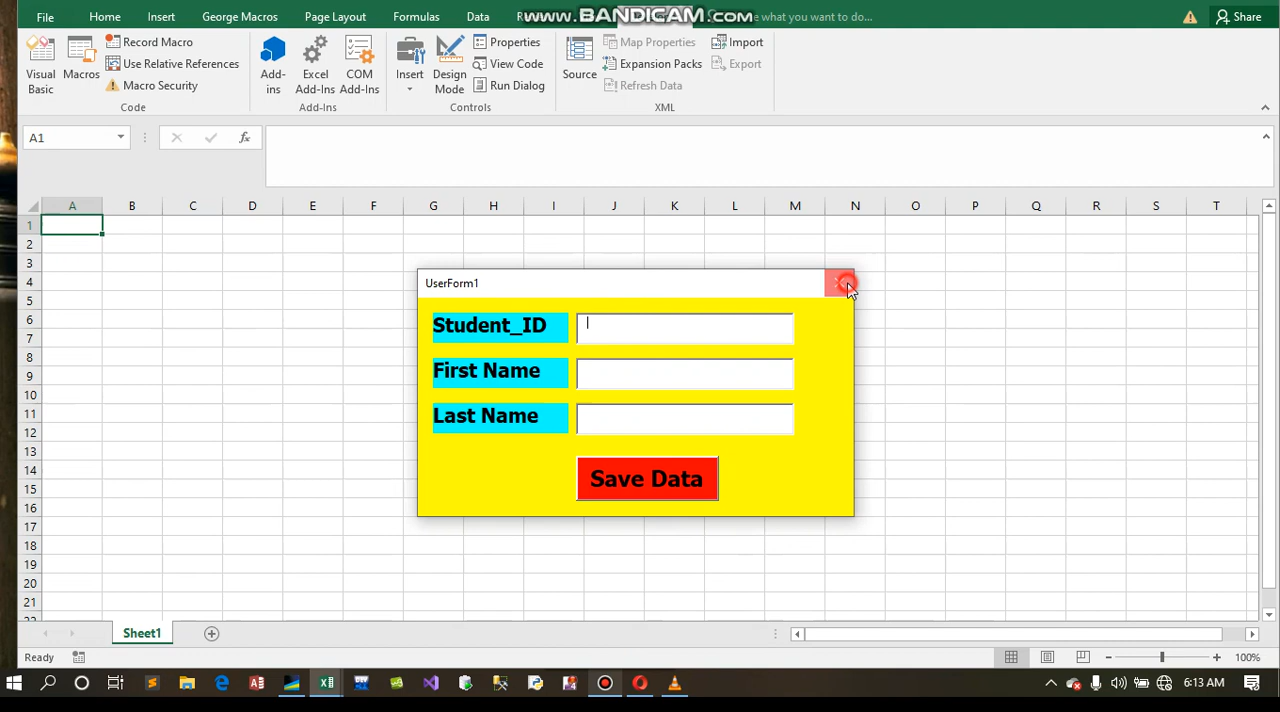 File Home Insert George Macros Page Layout Formulas Data www.BANDICAM.com e what you want to do... Share
Visual Basic
Macros
Record Macro
Use Relative References
Macro Security
Code
Add-ins
Excel Add-Ins
COM Add-Ins
Add-Ins
Insert
Design Mode
Properties
View Code
Run Dialog
Controls
Source
Map Properties
Expansion Packs
Refresh Data
Import
Export
XML
A1 fx
A B C D E F G H I J K L M N O P Q R S T
1
2
3
4
5
6
7
8
9
10
11
12
13
14
15
16
17
18
19
20
21
UserForm1
Student_ID
First Name
Last Name
Save Data
Sheet1
Ready 100%
6:13 AM